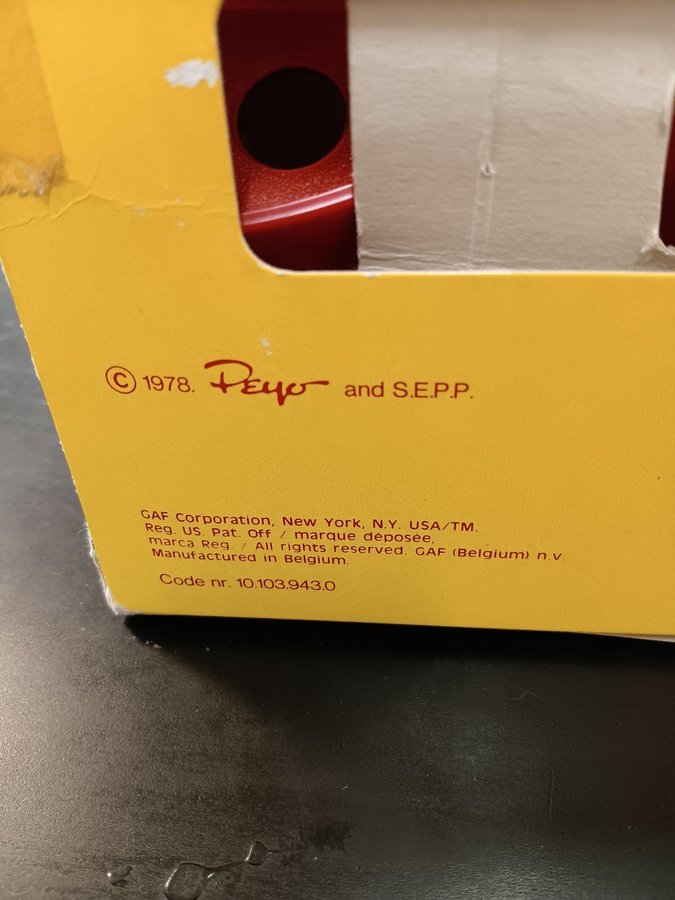 © 1978. Peyo and S.E.P.P.
GAF Corporation, New York, N.Y. USA/TM.
Reg. US. Pat. Off / marque déposée,
marca Reg. / All rights reserved. GAF (Belgium) n.v.
Manufactured in Belgium.
Code nr. 10.103.943.0